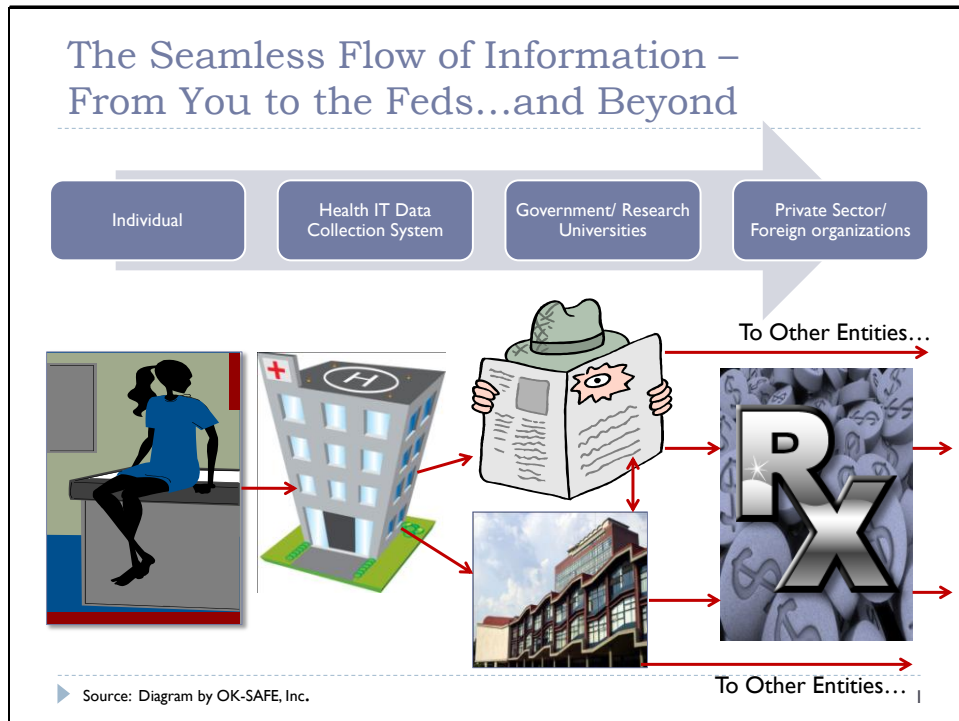 The Seamless Flow of Information –
From You to the Feds…and Beyond
Individual
Health IT Data
Collection System
Government/ Research
Universities
Private Sector/
Foreign organizations
To Other Entities…
H
RX
To Other Entities…
Source: Diagram by OK-SAFE, Inc.
1